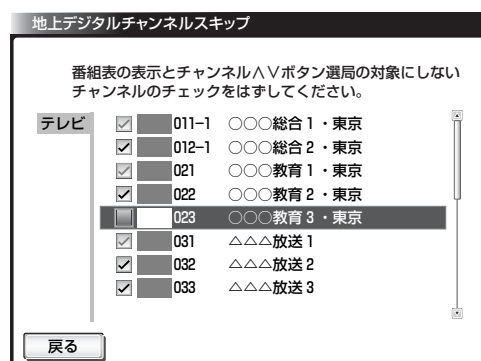 地上デジタルチャンネルスキップ
番組表の表示とチャンネル∧∨ボタン選局の対象にしない
チャンネルのチェックをはずしてください。
テレビ
011-1 ○○○総合1・東京
012-1 ○○○総合2・東京
021 ○○○教育1・東京
022 ○○○教育2・東京
023 ○○○教育3・東京
031 △△△放送1
032 △△△放送2
033 △△△放送3
戻る